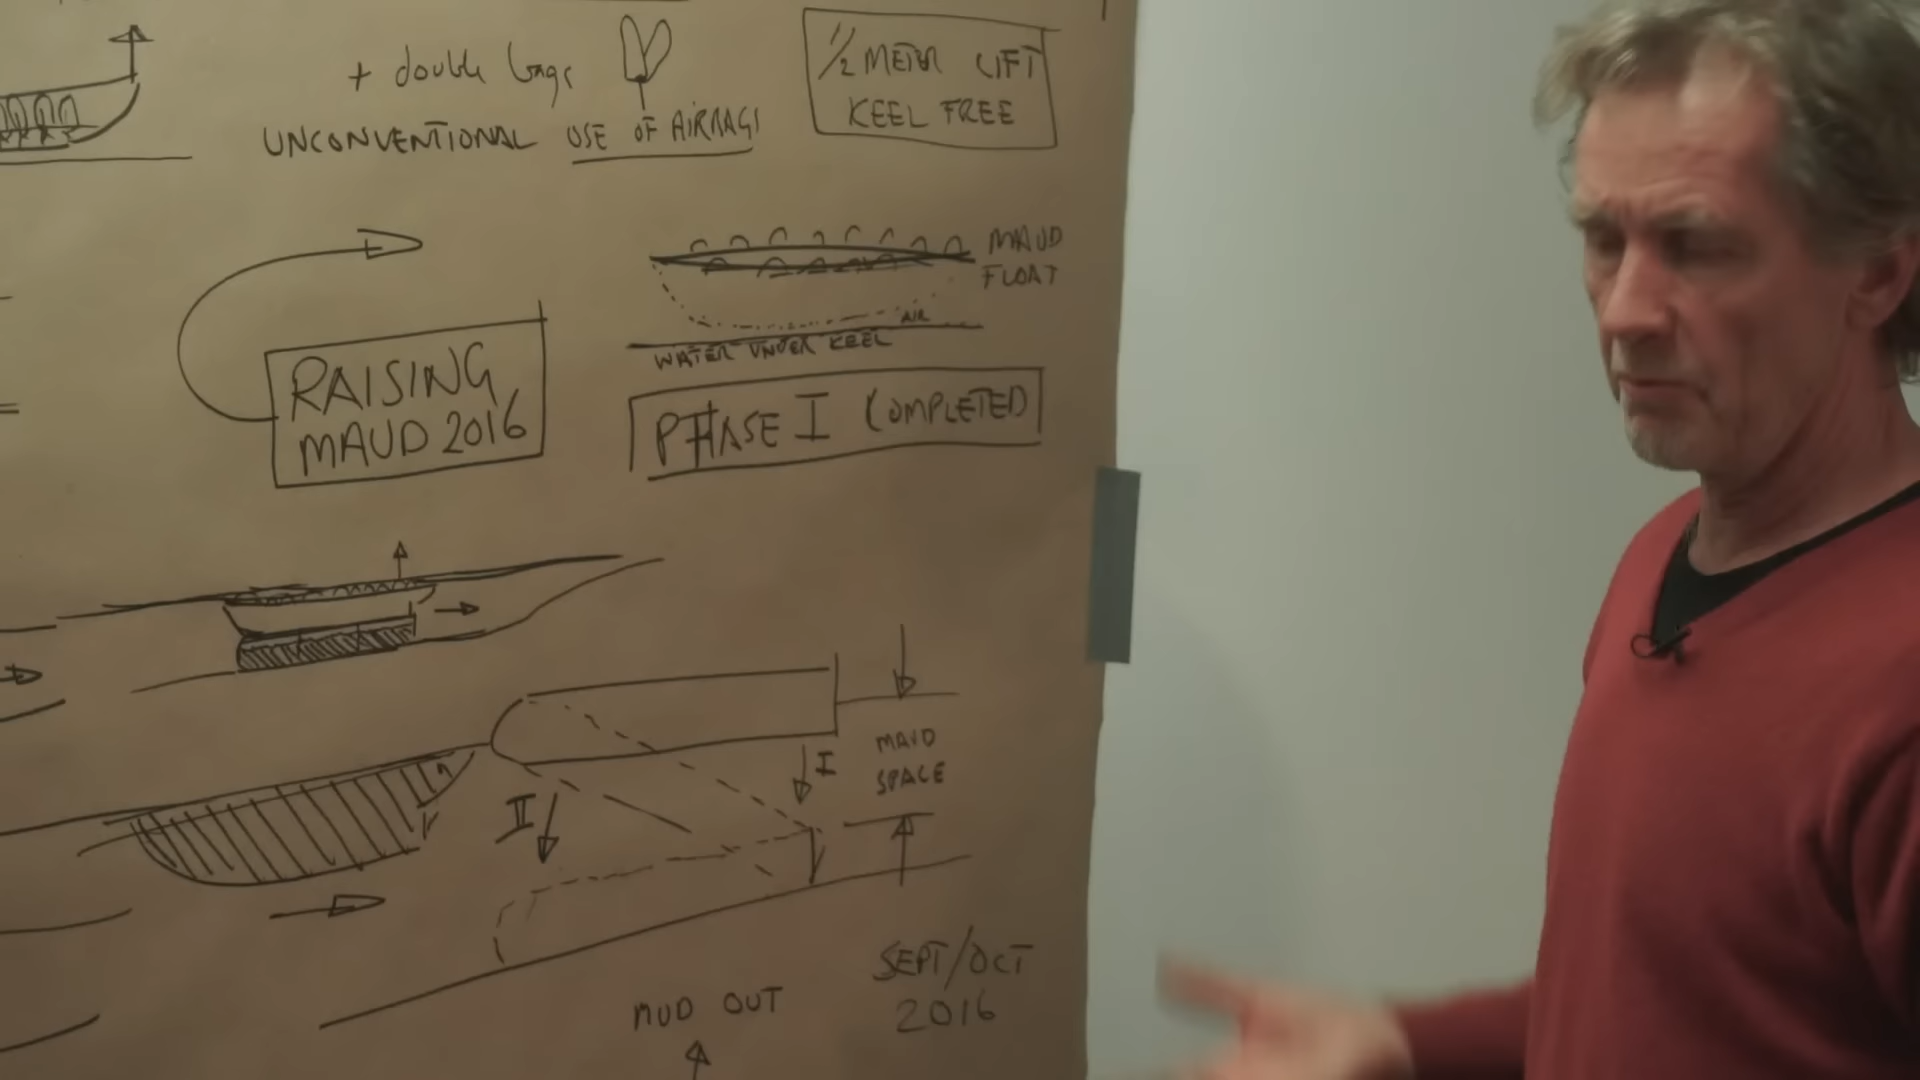 + double bags
UNCONVENTIONAL USE OF AIRBAGS
1/2 METER LIFT
KEEL FREE
MAUD
FLOAT
AIR
WATER UNDER KEEL
RAISING
MAUD 2016
PHASE I COMPLETED
I
MAUD
SPACE
II
SEPT/OCT
2016
MUD OUT